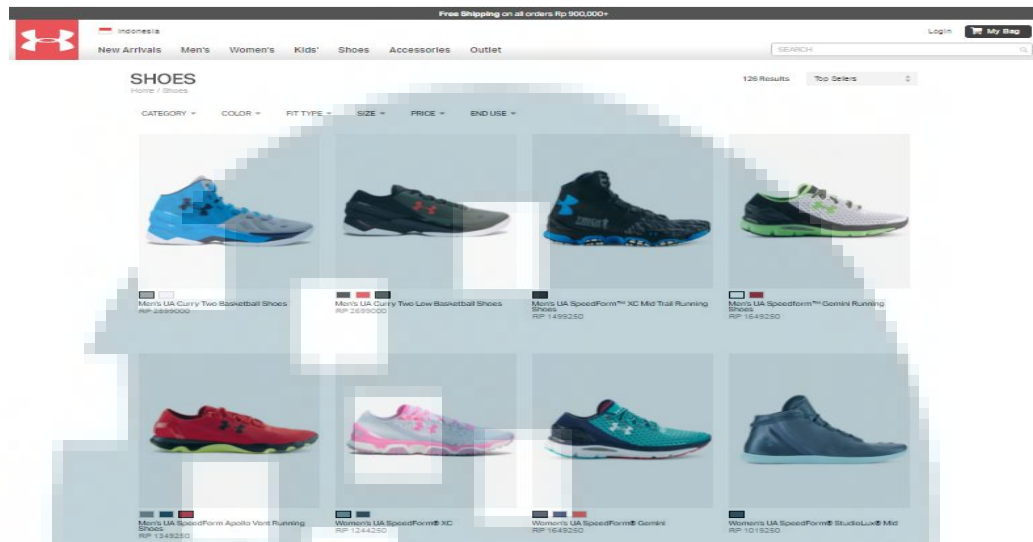 Free Shipping on all orders Rp 900,000+
Indonesia
Login
My Bag
New Arrivals Men's Women's Kids' Shoes Accessories Outlet
SEARCH
SHOES
Home / Shoes
126 Results
Top Sellers
CATEGORY COLOR FIT TYPE SIZE PRICE END USE
Men's UA Curry Two Basketball Shoes
RP 2699000
Men's UA Curry Two Low Basketball Shoes
RP 2699000
Men's UA SpeedForm™ XC Mid Trail Running
Shoes
RP 1499250
Men's UA Speedform™ Gemini Running
Shoes
RP 1649250
Men's UA SpeedForm Apollo Vent Running
Shoes
RP 1349250
Women's UA SpeedForm® XC
RP 1244250
Women's UA SpeedForm® Gemini
RP 1649250
Women's UA SpeedForm® StudioLux® Mid
RP 1019250